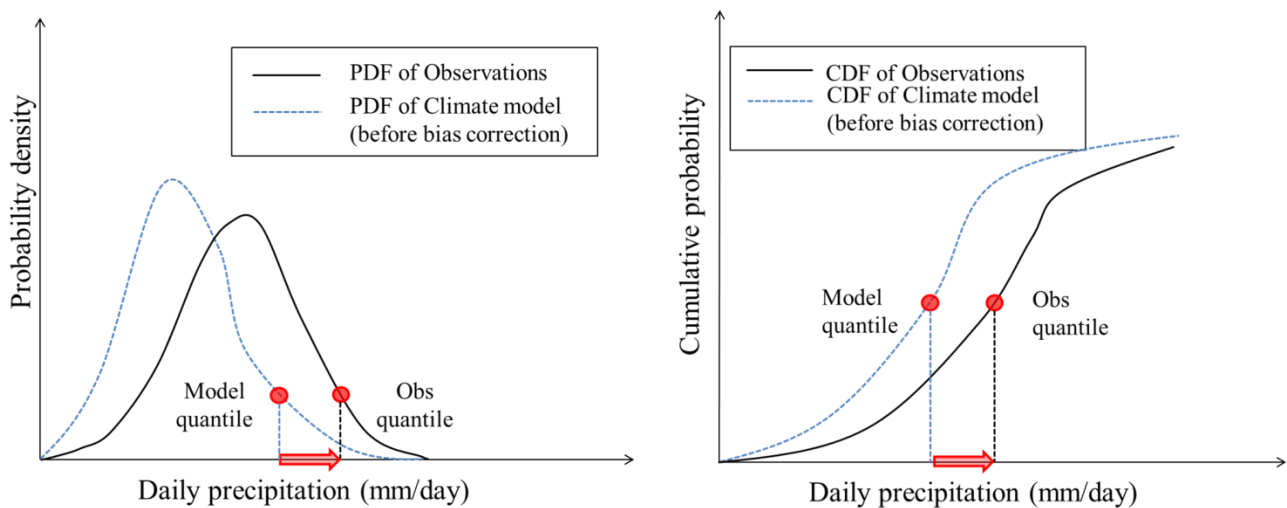 Probability density
PDF of Observations
PDF of Climate model
(before bias correction)
Model
quantile
Obs
quantile
Daily precipitation (mm/day)
Cumulative probability
CDF of Observations
CDF of Climate model
(before bias correction)
Model
quantile
Obs
quantile
Daily precipitation (mm/day)